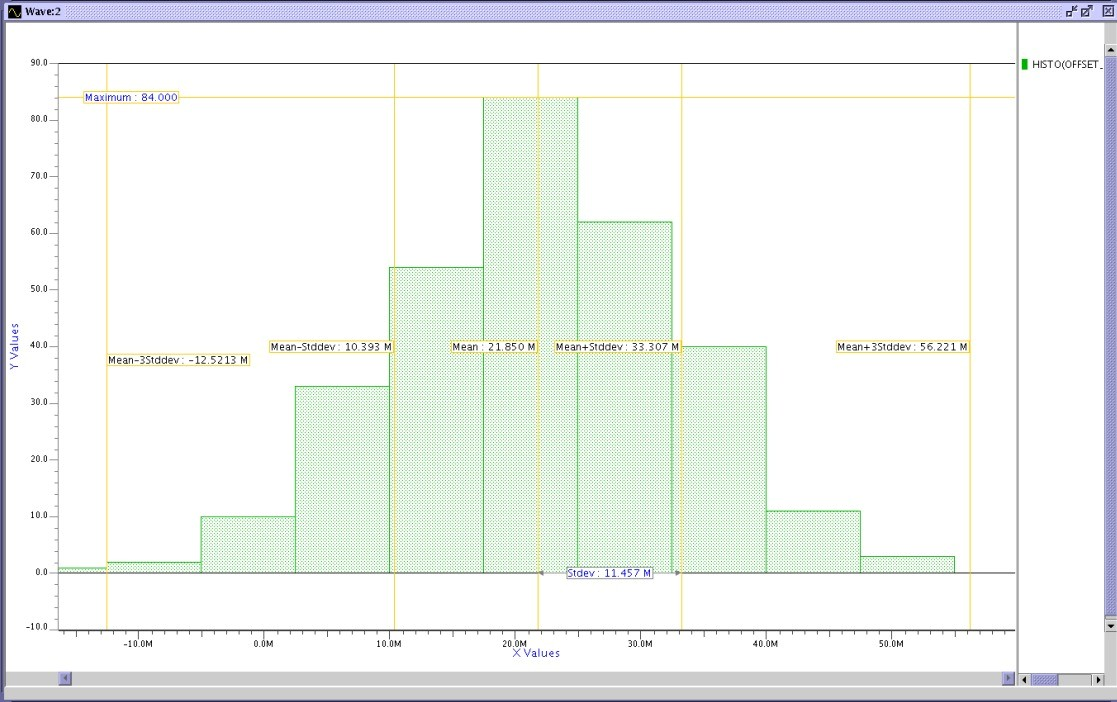 Wave:2
HISTO(OFFSET_
Y Values
90.0
80.0
70.0
60.0
50.0
40.0
30.0
20.0
10.0
0.0
-10.0
Maximum : 84.000
Mean-3Stddev : -12.5213 M
Mean-Stddev : 10.393 M
Mean : 21.850 M
Mean+Stddev : 33.307 M
Mean+3Stddev : 56.221 M
Stdev : 11.457 M
-10.0M
0.0M
10.0M
20.0M
30.0M
40.0M
50.0M
X Values